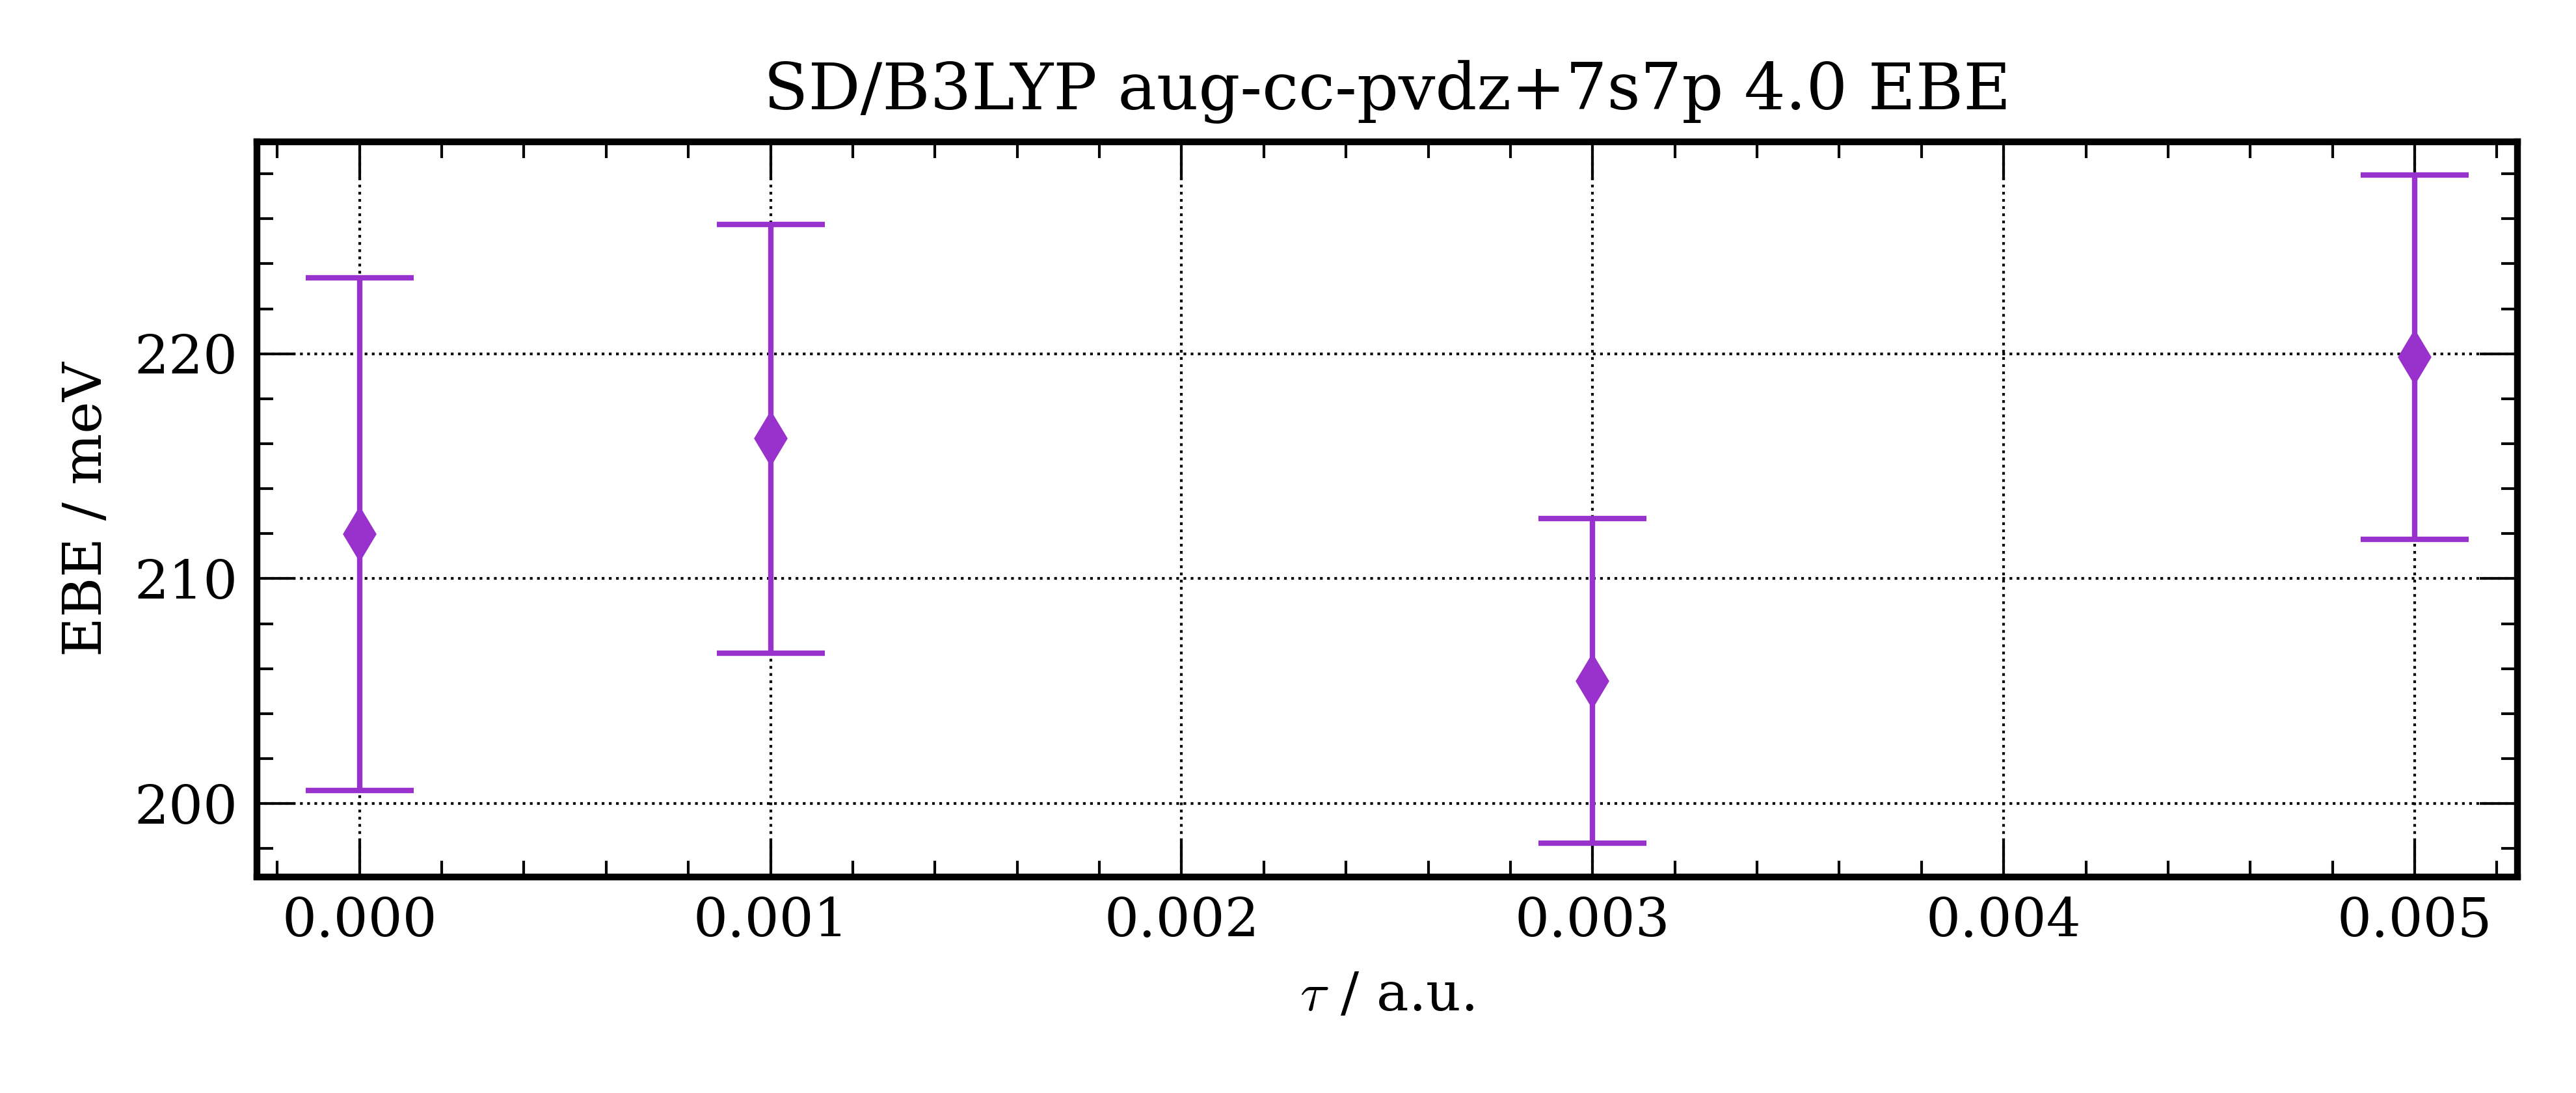 SD/B3LYP aug-cc-pvdz+7s7p 4.0 EBE
EBE / meV
220
210
200
0.000 0.001 0.002 0.003 0.004 0.005
τ / a.u.